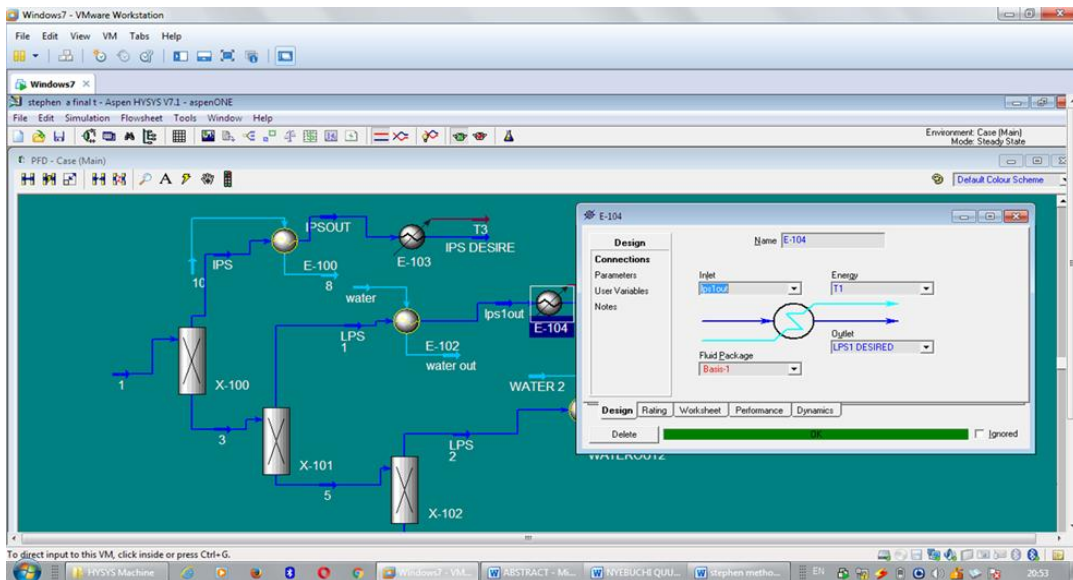 Windows7 - VMware Workstation
File Edit View VM Tabs Help
Windows7
stephen a final t - Aspen HYSYS V7.1 - aspenONE
File Edit Simulation Flowsheet Tools Window Help
Environment: Case (Main)
Mode: Steady State
PFD - Case (Main)
A
Default Colour Scheme
IPSOUT
T3
IPS DESIRE
IPS
E-103
E-100
10
8
water
lps1out
E-104
LPS
1
E-102
water out
1
X-100
WATER 2
3
LPS
2
X-101
5
WATEROUT2
X-102
E-104
Design
Connections
Parameters
User Variables
Notes
Name E-104
Inlet
lps1out
Energy
T1
Outlet
LPS1 DESIRED
Fluid Package
Basis-1
Design Rating Worksheet Performance Dynamics
Delete
OK
Ignored
To direct input to this VM, click inside or press Ctrl+G.
HYSYS Machine
Windows7 - VM...
ABSTRACT - Mi...
NYEBUCHI QUU...
stephen metho...
EN
20:53